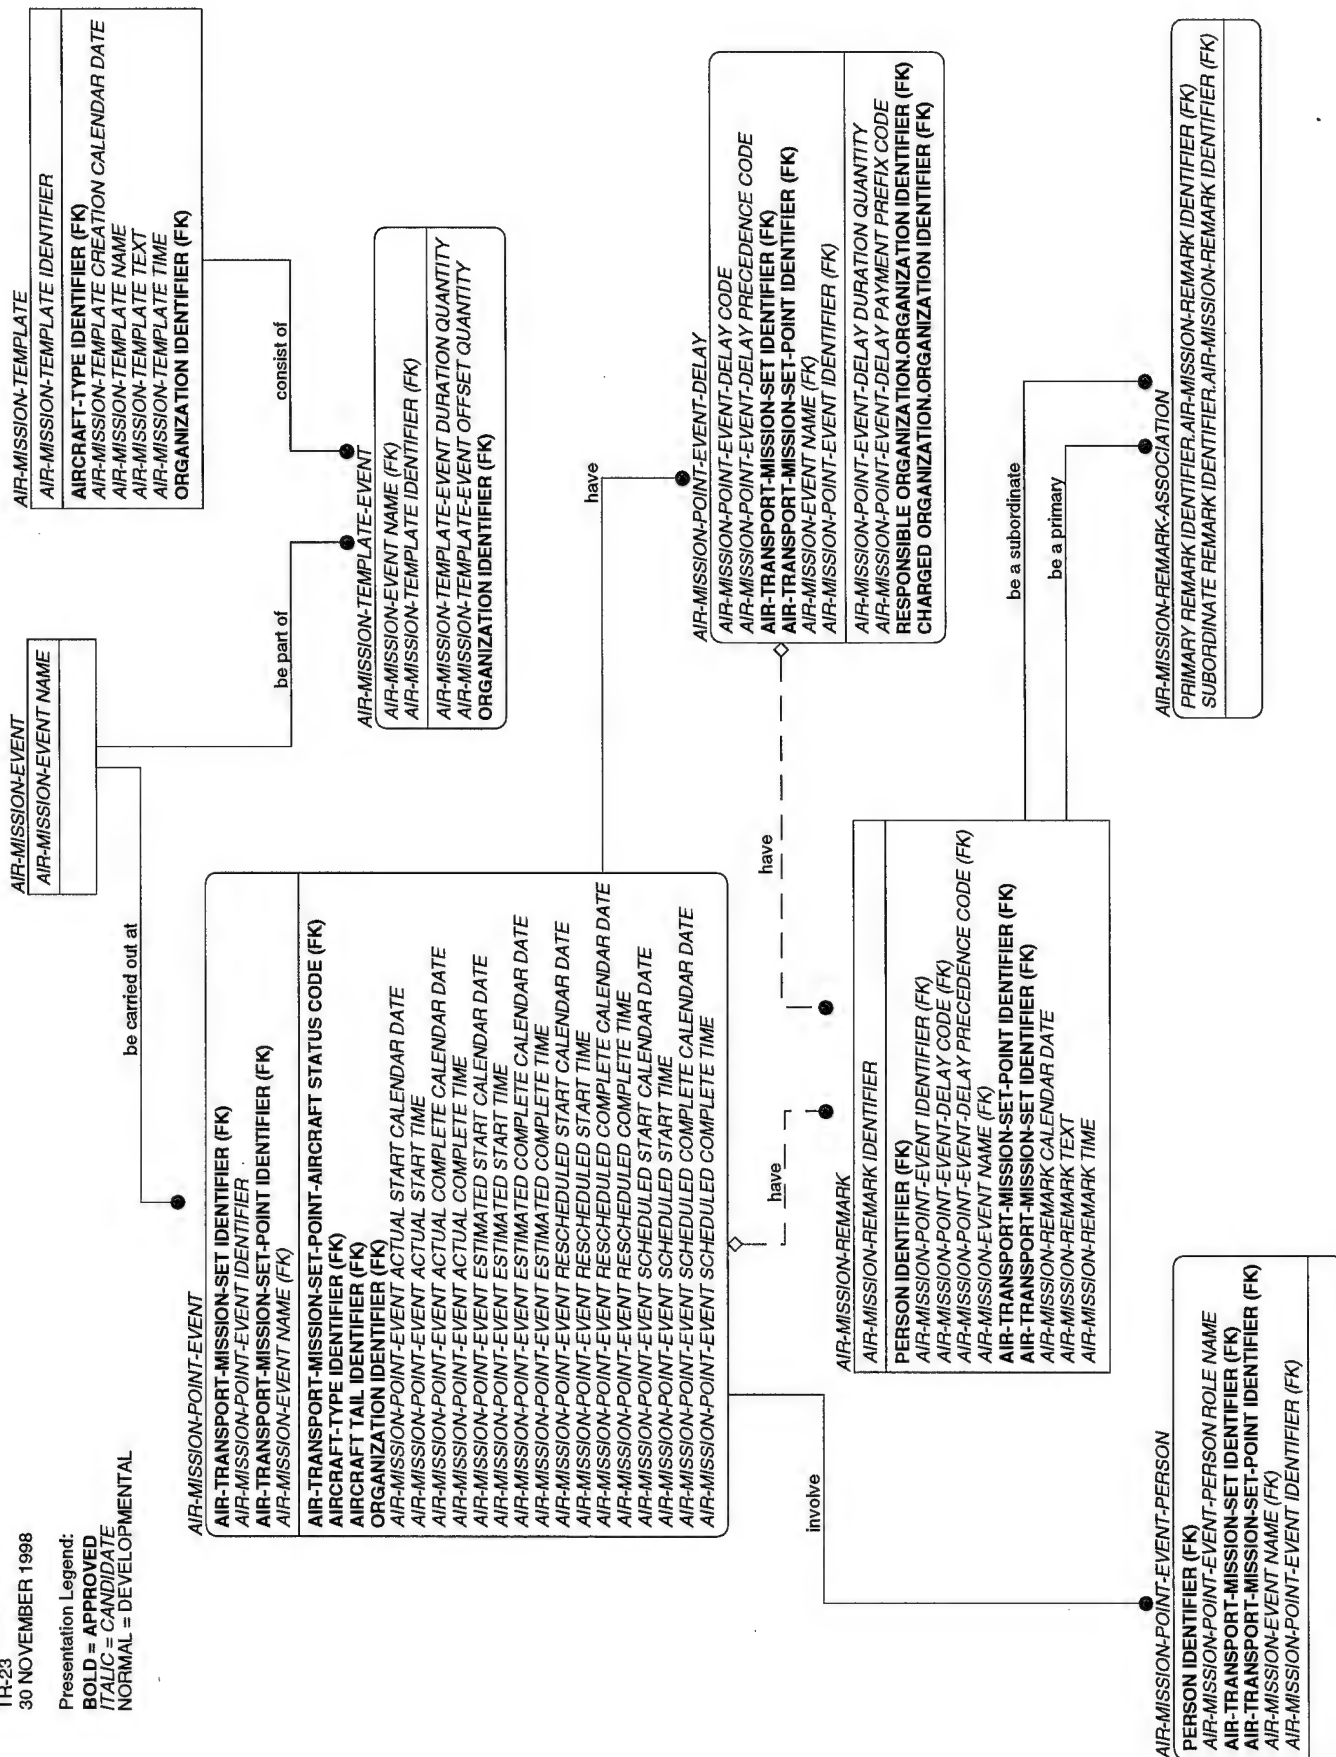 TR-23
30 NOVEMBER 1998
Presentation Legend:
BOLD = APPROVED
ITALIC = CANDIDATE
NORMAL = DEVELOPMENTAL
AIR-MISSION-EVENT
AIR-MISSION-EVENT NAME
be carried out at
be part of
AIR-MISSION-TEMPLATE
AIR-MISSION-TEMPLATE IDENTIFIER
AIRCRAFT-TYPE IDENTIFIER (FK)
AIR-MISSION-TEMPLATE CREATION CALENDAR DATE
AIR-MISSION-TEMPLATE NAME
AIR-MISSION-TEMPLATE TEXT
AIR-MISSION-TEMPLATE TIME
ORGANIZATION IDENTIFIER (FK)
consist of
AIR-MISSION-TEMPLATE-EVENT
AIR-MISSION-EVENT NAME (FK)
AIR-MISSION-TEMPLATE IDENTIFIER (FK)
AIR-MISSION-TEMPLATE-EVENT DURATION QUANTITY
AIR-MISSION-TEMPLATE-EVENT OFFSET QUANTITY
ORGANIZATION IDENTIFIER (FK)
AIR-MISSION-POINT-EVENT
AIR-TRANSPORT-MISSION-SET IDENTIFIER (FK)
AIR-MISSION-POINT-EVENT IDENTIFIER
AIR-TRANSPORT-MISSION-SET-POINT IDENTIFIER (FK)
AIR-MISSION-EVENT NAME (FK)
AIR-TRANSPORT-MISSION-SET-POINT-AIRCRAFT STATUS CODE (FK)
AIRCRAFT-TYPE IDENTIFIER (FK)
AIRCRAFT TAIL IDENTIFIER (FK)
ORGANIZATION IDENTIFIER (FK)
AIR-MISSION-POINT-EVENT ACTUAL START CALENDAR DATE
AIR-MISSION-POINT-EVENT ACTUAL START TIME
AIR-MISSION-POINT-EVENT ACTUAL COMPLETE CALENDAR DATE
AIR-MISSION-POINT-EVENT ACTUAL COMPLETE TIME
AIR-MISSION-POINT-EVENT ESTIMATED START CALENDAR DATE
AIR-MISSION-POINT-EVENT ESTIMATED START TIME
AIR-MISSION-POINT-EVENT ESTIMATED COMPLETE CALENDAR DATE
AIR-MISSION-POINT-EVENT ESTIMATED COMPLETE TIME
AIR-MISSION-POINT-EVENT RESCHEDULED START CALENDAR DATE
AIR-MISSION-POINT-EVENT RESCHEDULED START TIME
AIR-MISSION-POINT-EVENT RESCHEDULED COMPLETE CALENDAR DATE
AIR-MISSION-POINT-EVENT RESCHEDULED COMPLETE TIME
AIR-MISSION-POINT-EVENT SCHEDULED START CALENDAR DATE
AIR-MISSION-POINT-EVENT SCHEDULED START TIME
AIR-MISSION-POINT-EVENT SCHEDULED COMPLETE CALENDAR DATE
AIR-MISSION-POINT-EVENT SCHEDULED COMPLETE TIME
have
AIR-MISSION-POINT-EVENT-DELAY
AIR-MISSION-POINT-EVENT-DELAY CODE
AIR-MISSION-POINT-EVENT-DELAY PRECEDENCE CODE
AIR-TRANSPORT-MISSION-SET IDENTIFIER (FK)
AIR-TRANSPORT-MISSION-SET-POINT IDENTIFIER (FK)
AIR-MISSION-EVENT NAME (FK)
AIR-MISSION-POINT-EVENT IDENTIFIER (FK)
AIR-MISSION-POINT-EVENT-DELAY DURATION QUANTITY
AIR-MISSION-POINT-EVENT-DELAY PAYMENT PREFIX CODE
RESPONSIBLE ORGANIZATION.ORGANIZATION IDENTIFIER (FK)
CHARGED ORGANIZATION.ORGANIZATION IDENTIFIER (FK)
have
have
involve
AIR-MISSION-REMARK
AIR-MISSION-REMARK IDENTIFIER
PERSON IDENTIFIER (FK)
AIR-MISSION-POINT-EVENT IDENTIFIER (FK)
AIR-MISSION-POINT-EVENT-DELAY CODE (FK)
AIR-MISSION-POINT-EVENT-DELAY PRECEDENCE CODE (FK)
AIR-MISSION-EVENT NAME (FK)
AIR-TRANSPORT-MISSION-SET-POINT IDENTIFIER (FK)
AIR-TRANSPORT-MISSION-SET IDENTIFIER (FK)
AIR-MISSION-REMARK CALENDAR DATE
AIR-MISSION-REMARK TEXT
AIR-MISSION-REMARK TIME
be a subordinate
be a primary
AIR-MISSION-REMARK-ASSOCIATION
PRIMARY REMARK IDENTIFIER.AIR-MISSION-REMARK IDENTIFIER (FK)
SUBORDINATE REMARK IDENTIFIER.AIR-MISSION-REMARK IDENTIFIER (FK)
AIR-MISSION-POINT-EVENT-PERSON
PERSON IDENTIFIER (FK)
AIR-MISSION-POINT-EVENT-PERSON ROLE NAME
AIR-TRANSPORT-MISSION-SET IDENTIFIER (FK)
AIR-TRANSPORT-MISSION-SET-POINT IDENTIFIER (FK)
AIR-MISSION-EVENT NAME (FK)
AIR-MISSION-POINT-EVENT IDENTIFIER (FK)